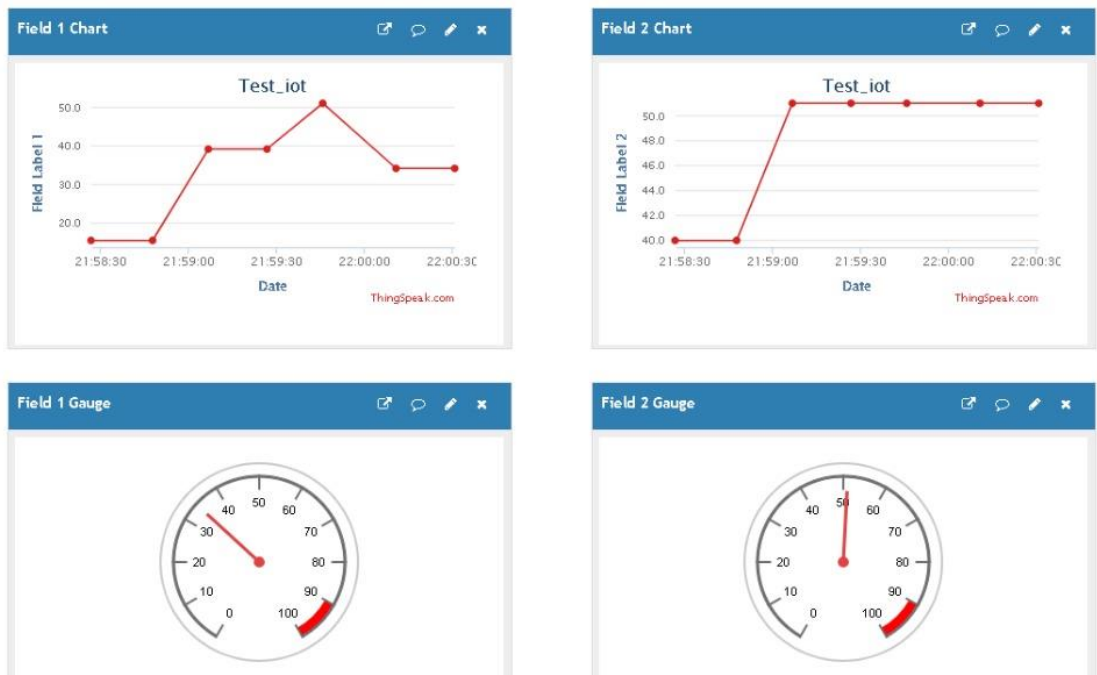 Field 1 Chart
Test_iot
Field Label 1
50.0
40.0
30.0
20.0
21:58:30 21:59:00 21:59:30 22:00:00 22:00:3
Date
ThingSpeak.com
Field 2 Chart
Test_iot
Field Label 2
50.0
48.0
46.0
44.0
42.0
40.0
21:58:30 21:59:00 21:59:30 22:00:00 22:00:3
Date
ThingSpeak.com
Field 1 Gauge
0 10 20 30 40 50 60 70 80 90 100
Field 2 Gauge
0 10 20 30 40 50 60 70 80 90 100